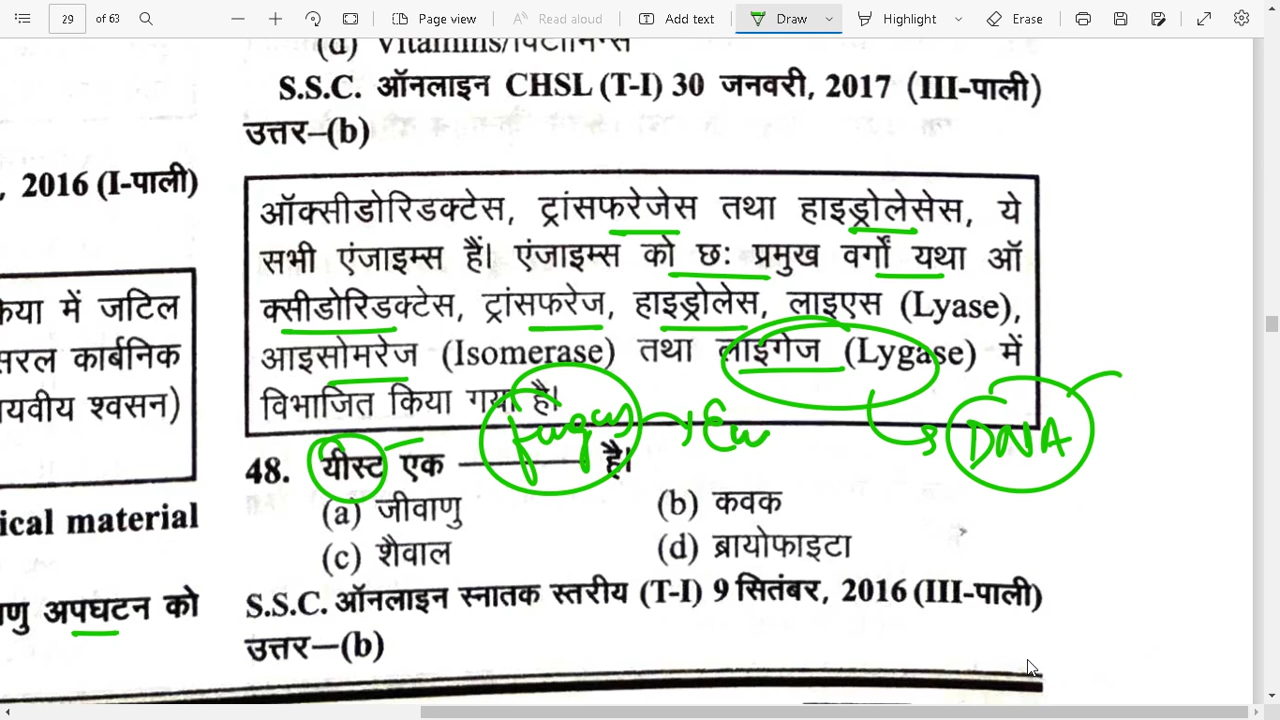 29 of 63 Page view Read aloud Add text Draw Highlight Erase
(d) Vitamins/विटामिन्स
S.S.C. ऑनलाइन CHSL (T-I) 30 जनवरी, 2017 (III-पाली)
उत्तर–(b)
, 2016 (I-पाली)
ऑक्सीडोरिडक्टेस, ट्रांसफरेजेस तथा हाइड्रोलेसेस, ये
सभी एंजाइम्स हैं। एंजाइम्स को छः प्रमुख वर्गों यथा ऑ
क्सीडोरिडक्टेस, ट्रांसफरेज, हाइड्रोलेस, लाइएस (Lyase),
आइसोमरेज (Isomerase) तथा लाइगेज (Lygase) में
विभाजित किया गया है।
केया में जटिल
सरल कार्बनिक
ायवीय श्वसन)
fungus Eu DNA
48. यीस्ट एक ———— है।
(a) जीवाणु (b) कवक
(c) शैवाल (d) ब्रायोफाइटा
S.S.C. ऑनलाइन स्नातक स्तरीय (T-I) 9 सितंबर, 2016 (III-पाली)
उत्तर—(b)
ical material
ाणु अपघटन को